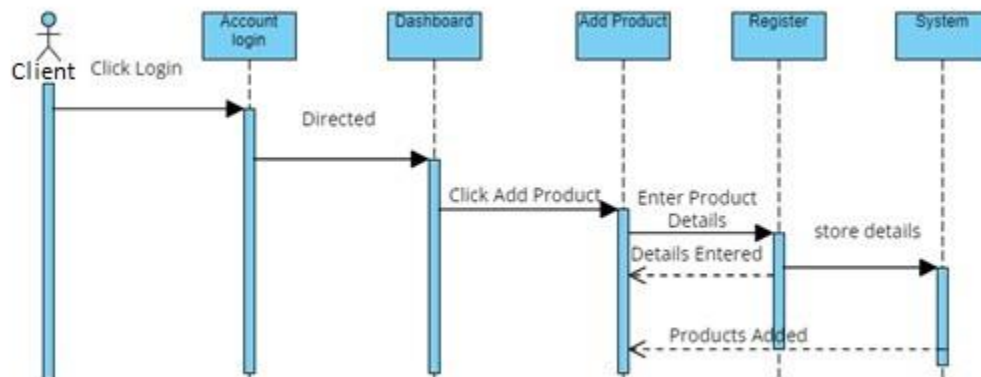 Account
login
Dashboard
Add Product
Register
System
Client
Click Login
Directed
Click Add Product
Enter Product
Details
store details
Details Entered
Products Added